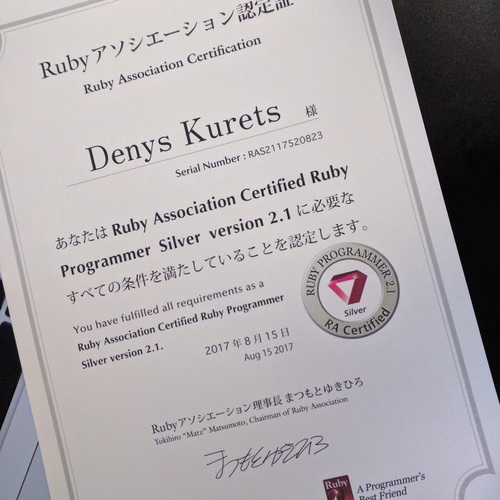 Rubyアソシエーション認定証
Ruby Association Certification
Denys Kurets 様
Serial Number : RAS2117520823
あなたは Ruby Association Certified Ruby
Programmer Silver version 2.1 に必要な
すべての条件を満たしていることを認定します。
You have fulfilled all requirements as a
Ruby Association Certified Ruby Programmer
Silver version 2.1.
2017年8月15日
Aug 15 2017
RUBY PROGRAMMER 2.1
Silver
RA Certified
Rubyアソシエーション理事長 まつもとゆきひろ
Yukihiro "Matz" Matsumoto, Chairman of Ruby Association
まつもとゆきひろ
Ruby
A Programmer's
Best Friend